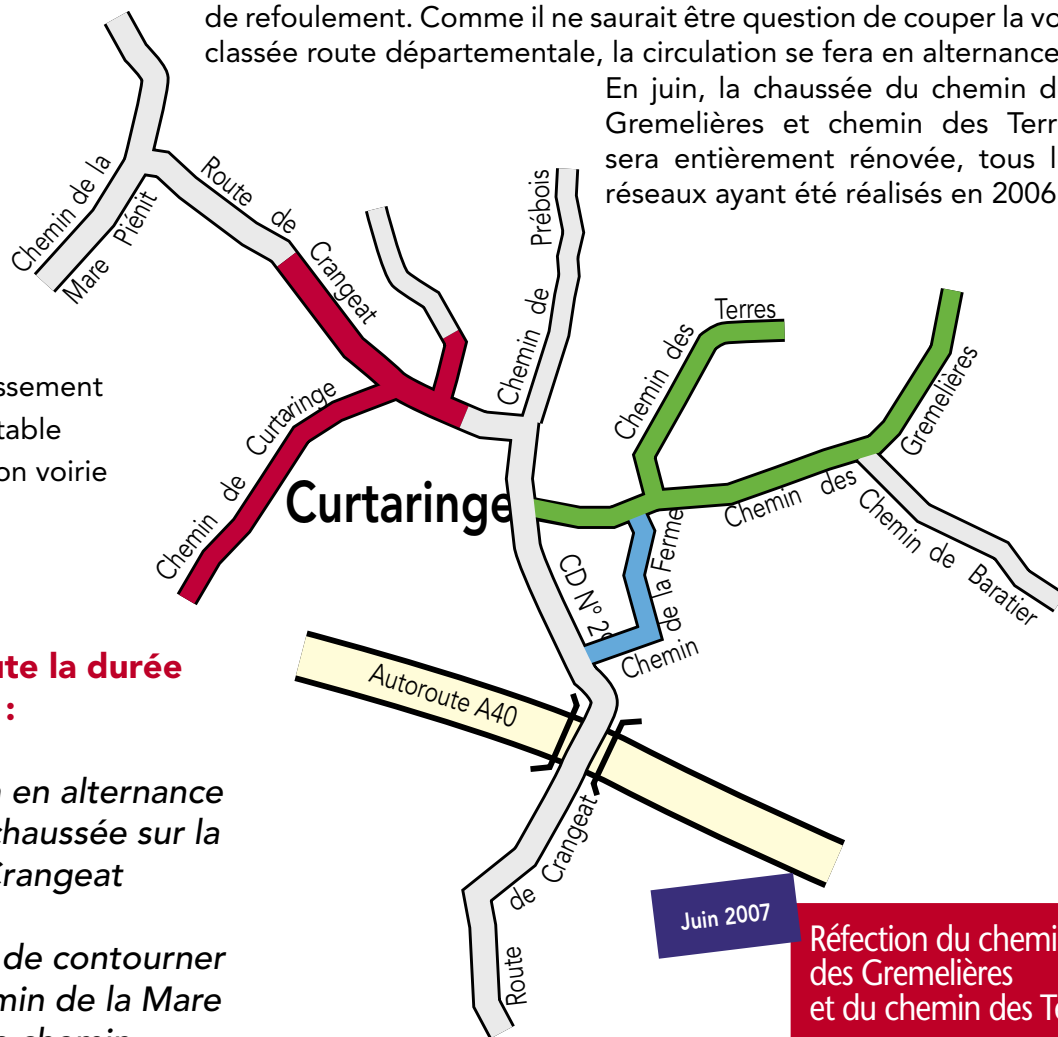 de refoulement. Comme il ne saurait être question de couper la vo
classée route départementale, la circulation se fera en alternance
En juin, la chaussée du chemin d
Gremelières et chemin des Terr
sera entièrement rénovée, tous l
réseaux ayant été réalisés en 2006
Chemin de la
Mare Piénit
Route de Crangeat
Chemin de Prébois
Chemin des Terres
Chemin de Curtaringe
Chemin des Gremelières
Chemin de Baratier
ssement
table
on voirie
Curtaringe
CD N° 2
Chemin de la Ferme
Autoroute A40
Route de Crangeat
ute la durée
:
en alternance
chaussée sur la
Crangeat
de contourner
min de la Mare
chemin
Juin 2007
Réfection du chemi
des Gremelières
et du chemin des Te